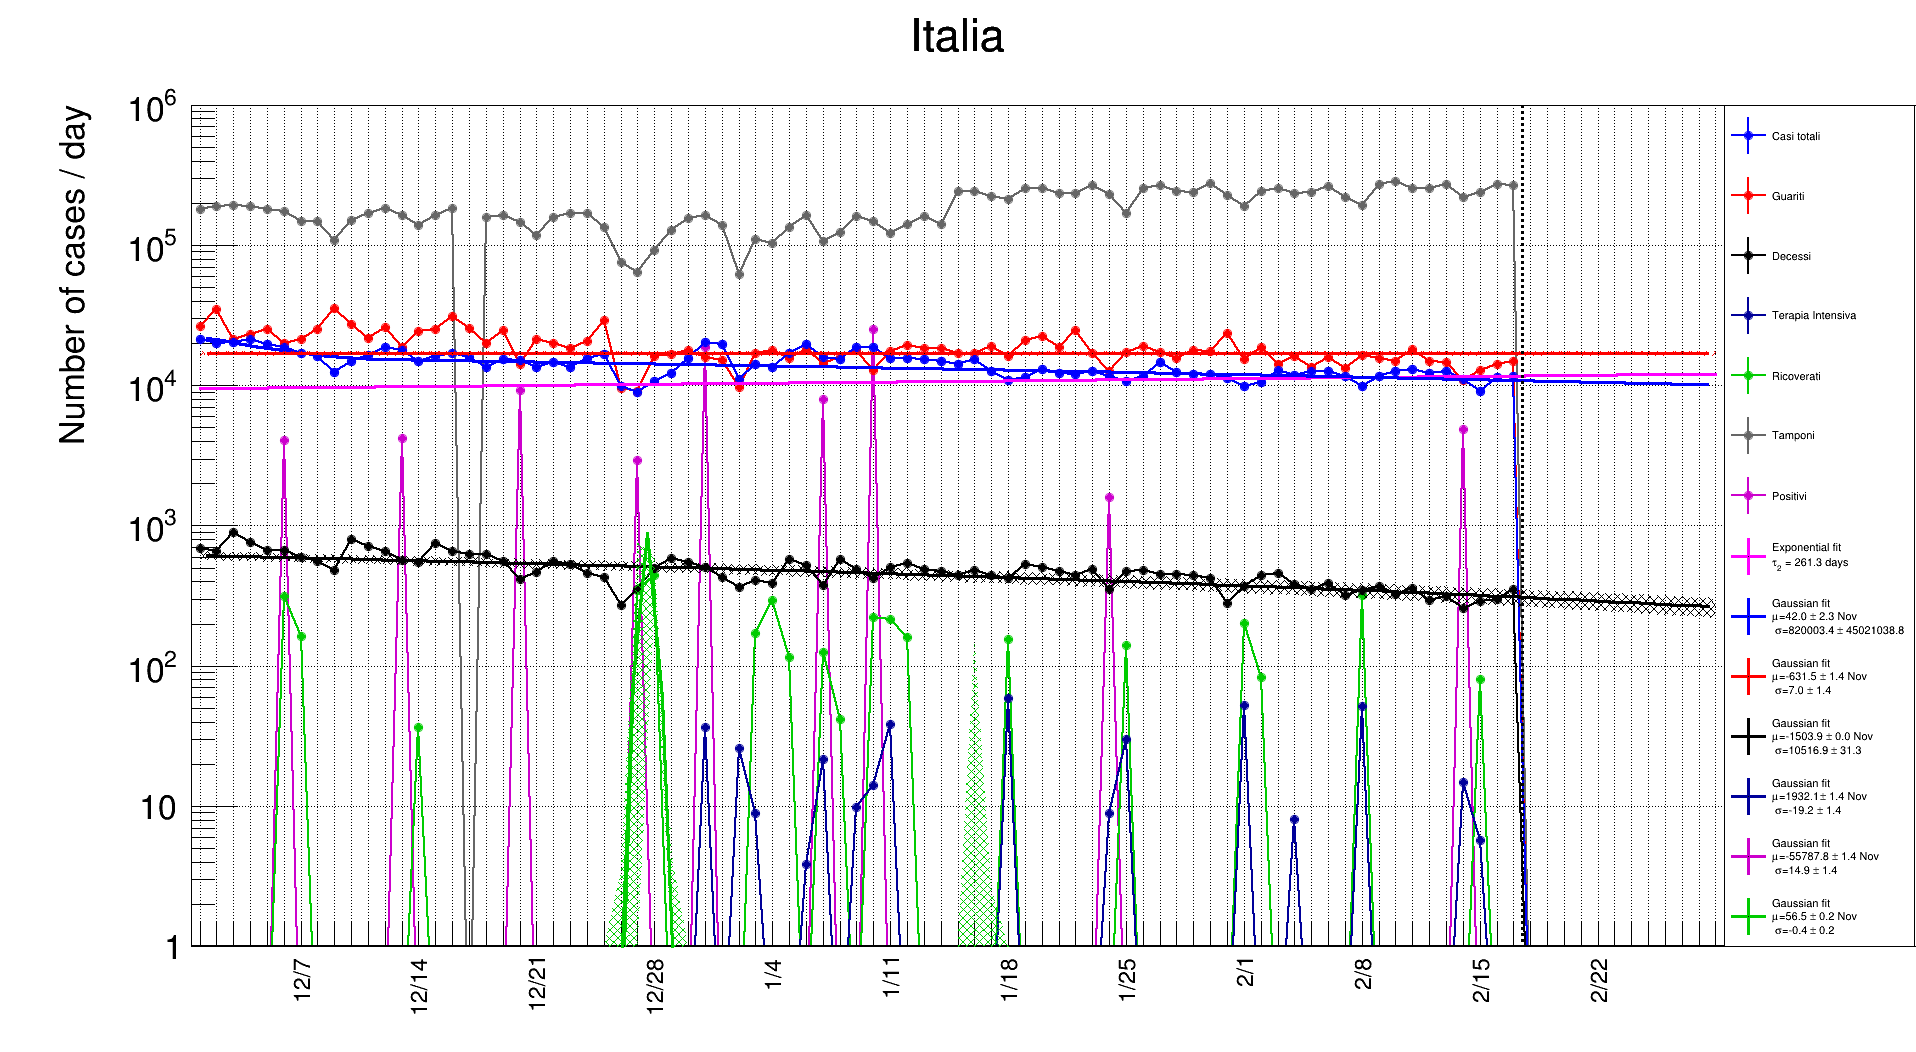 Italia
Number of cases / day
10^6
10^5
10^4
10^3
10^2
10
1
12/7
12/14
12/21
12/28
1/4
1/11
1/18
1/25
2/1
2/8
2/15
2/22
Casi totali
Guariti
Decessi
Terapia Intensiva
Ricoverati
Tamponi
Positivi
Exponential fit
τ_2 = 261.3 days
Gaussian fit
μ=42.0 ± 2.3 Nov
σ=820003.4 ± 45021038.8
Gaussian fit
μ=-631.5 ± 1.4 Nov
σ=7.0 ± 1.4
Gaussian fit
μ=-1503.9 ± 0.0 Nov
σ=10516.9 ± 31.3
Gaussian fit
μ=1932.1 ± 1.4 Nov
σ=-19.2 ± 1.4
Gaussian fit
μ=-55787.8 ± 1.4 Nov
σ=14.9 ± 1.4
Gaussian fit
μ=56.5 ± 0.2 Nov
σ=-0.4 ± 0.2